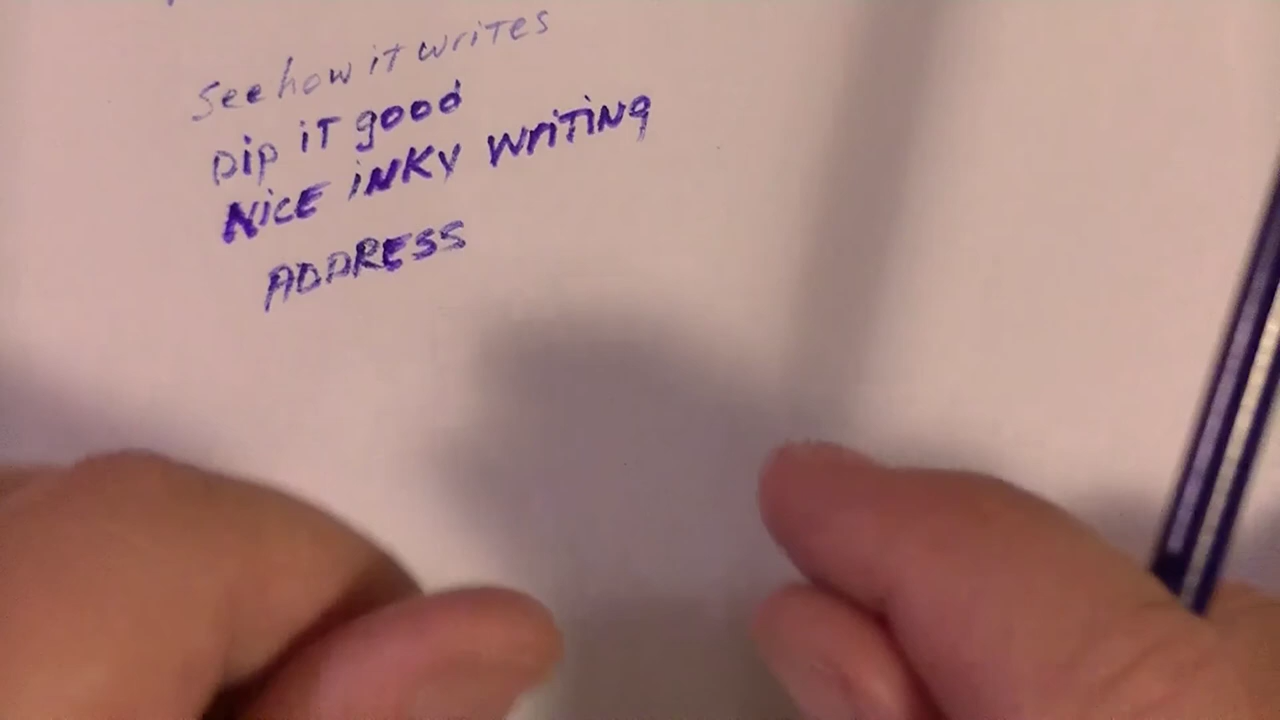 See how it writes
Dip iT good
NiCE iNKy WriTiNg
ADDRESS